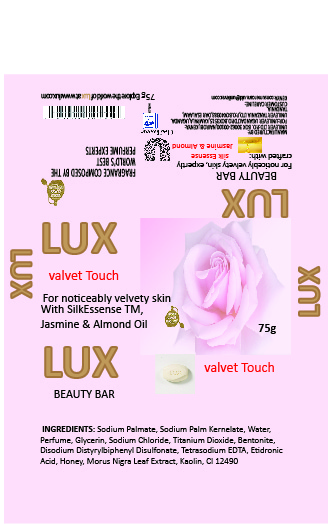 75g Explore the world of Lux at www.lux.com
FRAGRANCE COMPOSED BY THE
WORLD'S BEST
PERFUME EXPERTS
LUX
BEAUTY BAR
For noticeably velvety skin, expertly
crafted with:
silk Essense
Jasmine & Almond
MANUFACTURED BY:
CUSTOMER CARELINE:
LUX
LUX
LUX
valvet Touch
For noticeably velvety skin
With SilkEssense TM,
Jasmine & Almond Oil
75g
LUX
valvet Touch
BEAUTY BAR
INGREDIENTS: Sodium Palmate, Sodium Palm Kernelate, Water,
Perfume, Glycerin, Sodium Chloride, Titanium Dioxide, Bentonite,
Disodium Distyrylbiphenyl Disulfonate, Tetrasodium EDTA, Etidronic
Acid, Honey, Morus Nigra Leaf Extract, Kaolin, CI 12490